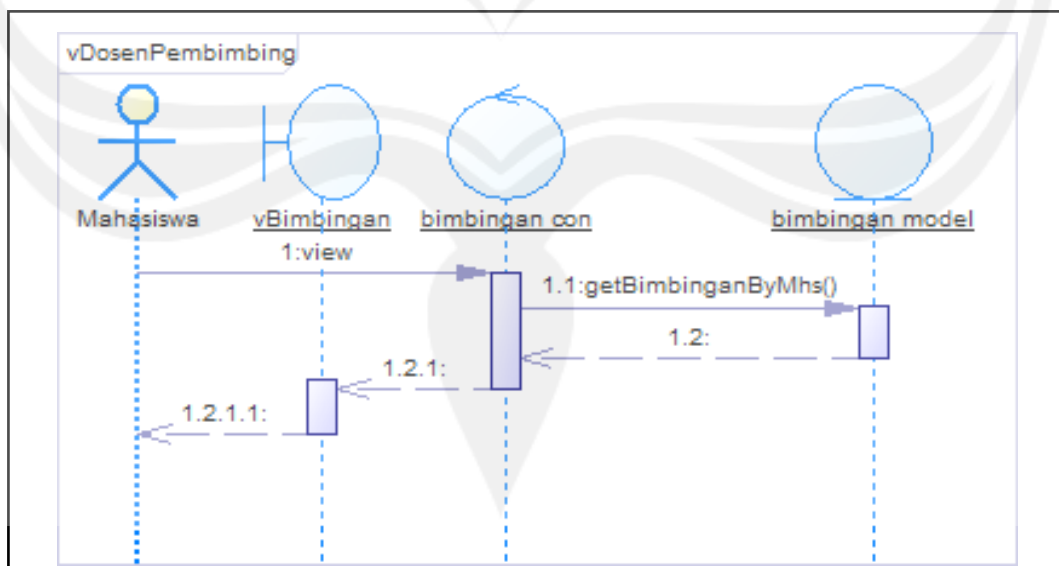 vDosenPembimbing
Mahasiswa
vBimbingan
bimbingan con
bimbingan model
1:view
1.1:getBimbinganByMhs()
1.2:
1.2.1:
1.2.1.1: